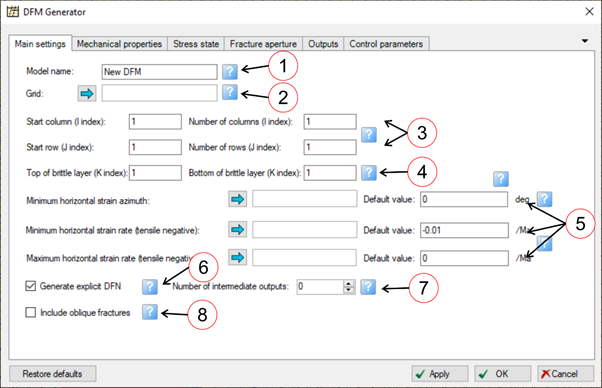 DFM Generator
Main settings Mechanical properties Stress state Fracture aperture Outputs Control parameters
Model name: New DFM ? 1
Grid: ? 2
Start column (I index): 1 Number of columns (I index): 1
? 3
Start row (J index): 1 Number of rows (J index): 1
Top of brittle layer (K index): 1 Bottom of brittle layer (K index): 1 ? 4
?
Minimum horizontal strain azimuth: Default value: 0 deg ?
5
Minimum horizontal strain rate (tensile negative): Default value: -0.01 /Ma
?
Maximum horizontal strain rate (tensile negative Default value: 0 /Ma
6
Generate explicit DFN ? Number of intermediate outputs: 0 ? 7
Include oblique fractures ? 8
Restore defaults Apply OK Cancel